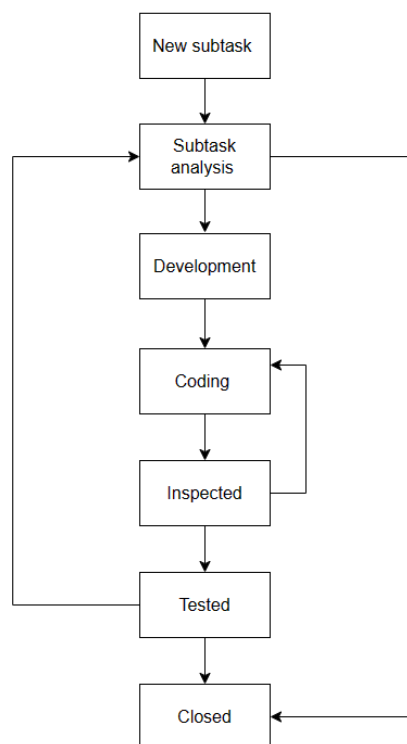 New subtask
Subtask
analysis
Development
Coding
Inspected
Tested
Closed